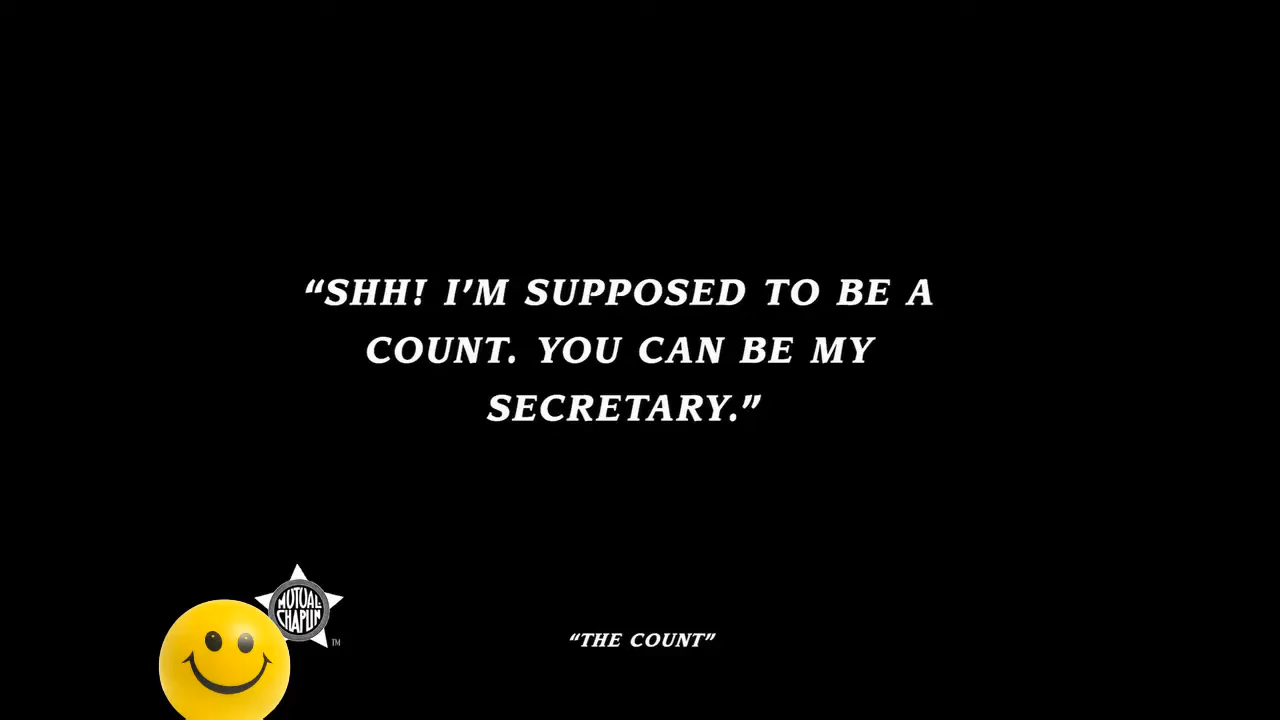 “SHH! I’M SUPPOSED TO BE A
COUNT. YOU CAN BE MY
SECRETARY.”
MUTUAL
CHAPLIN
TM
“THE COUNT”